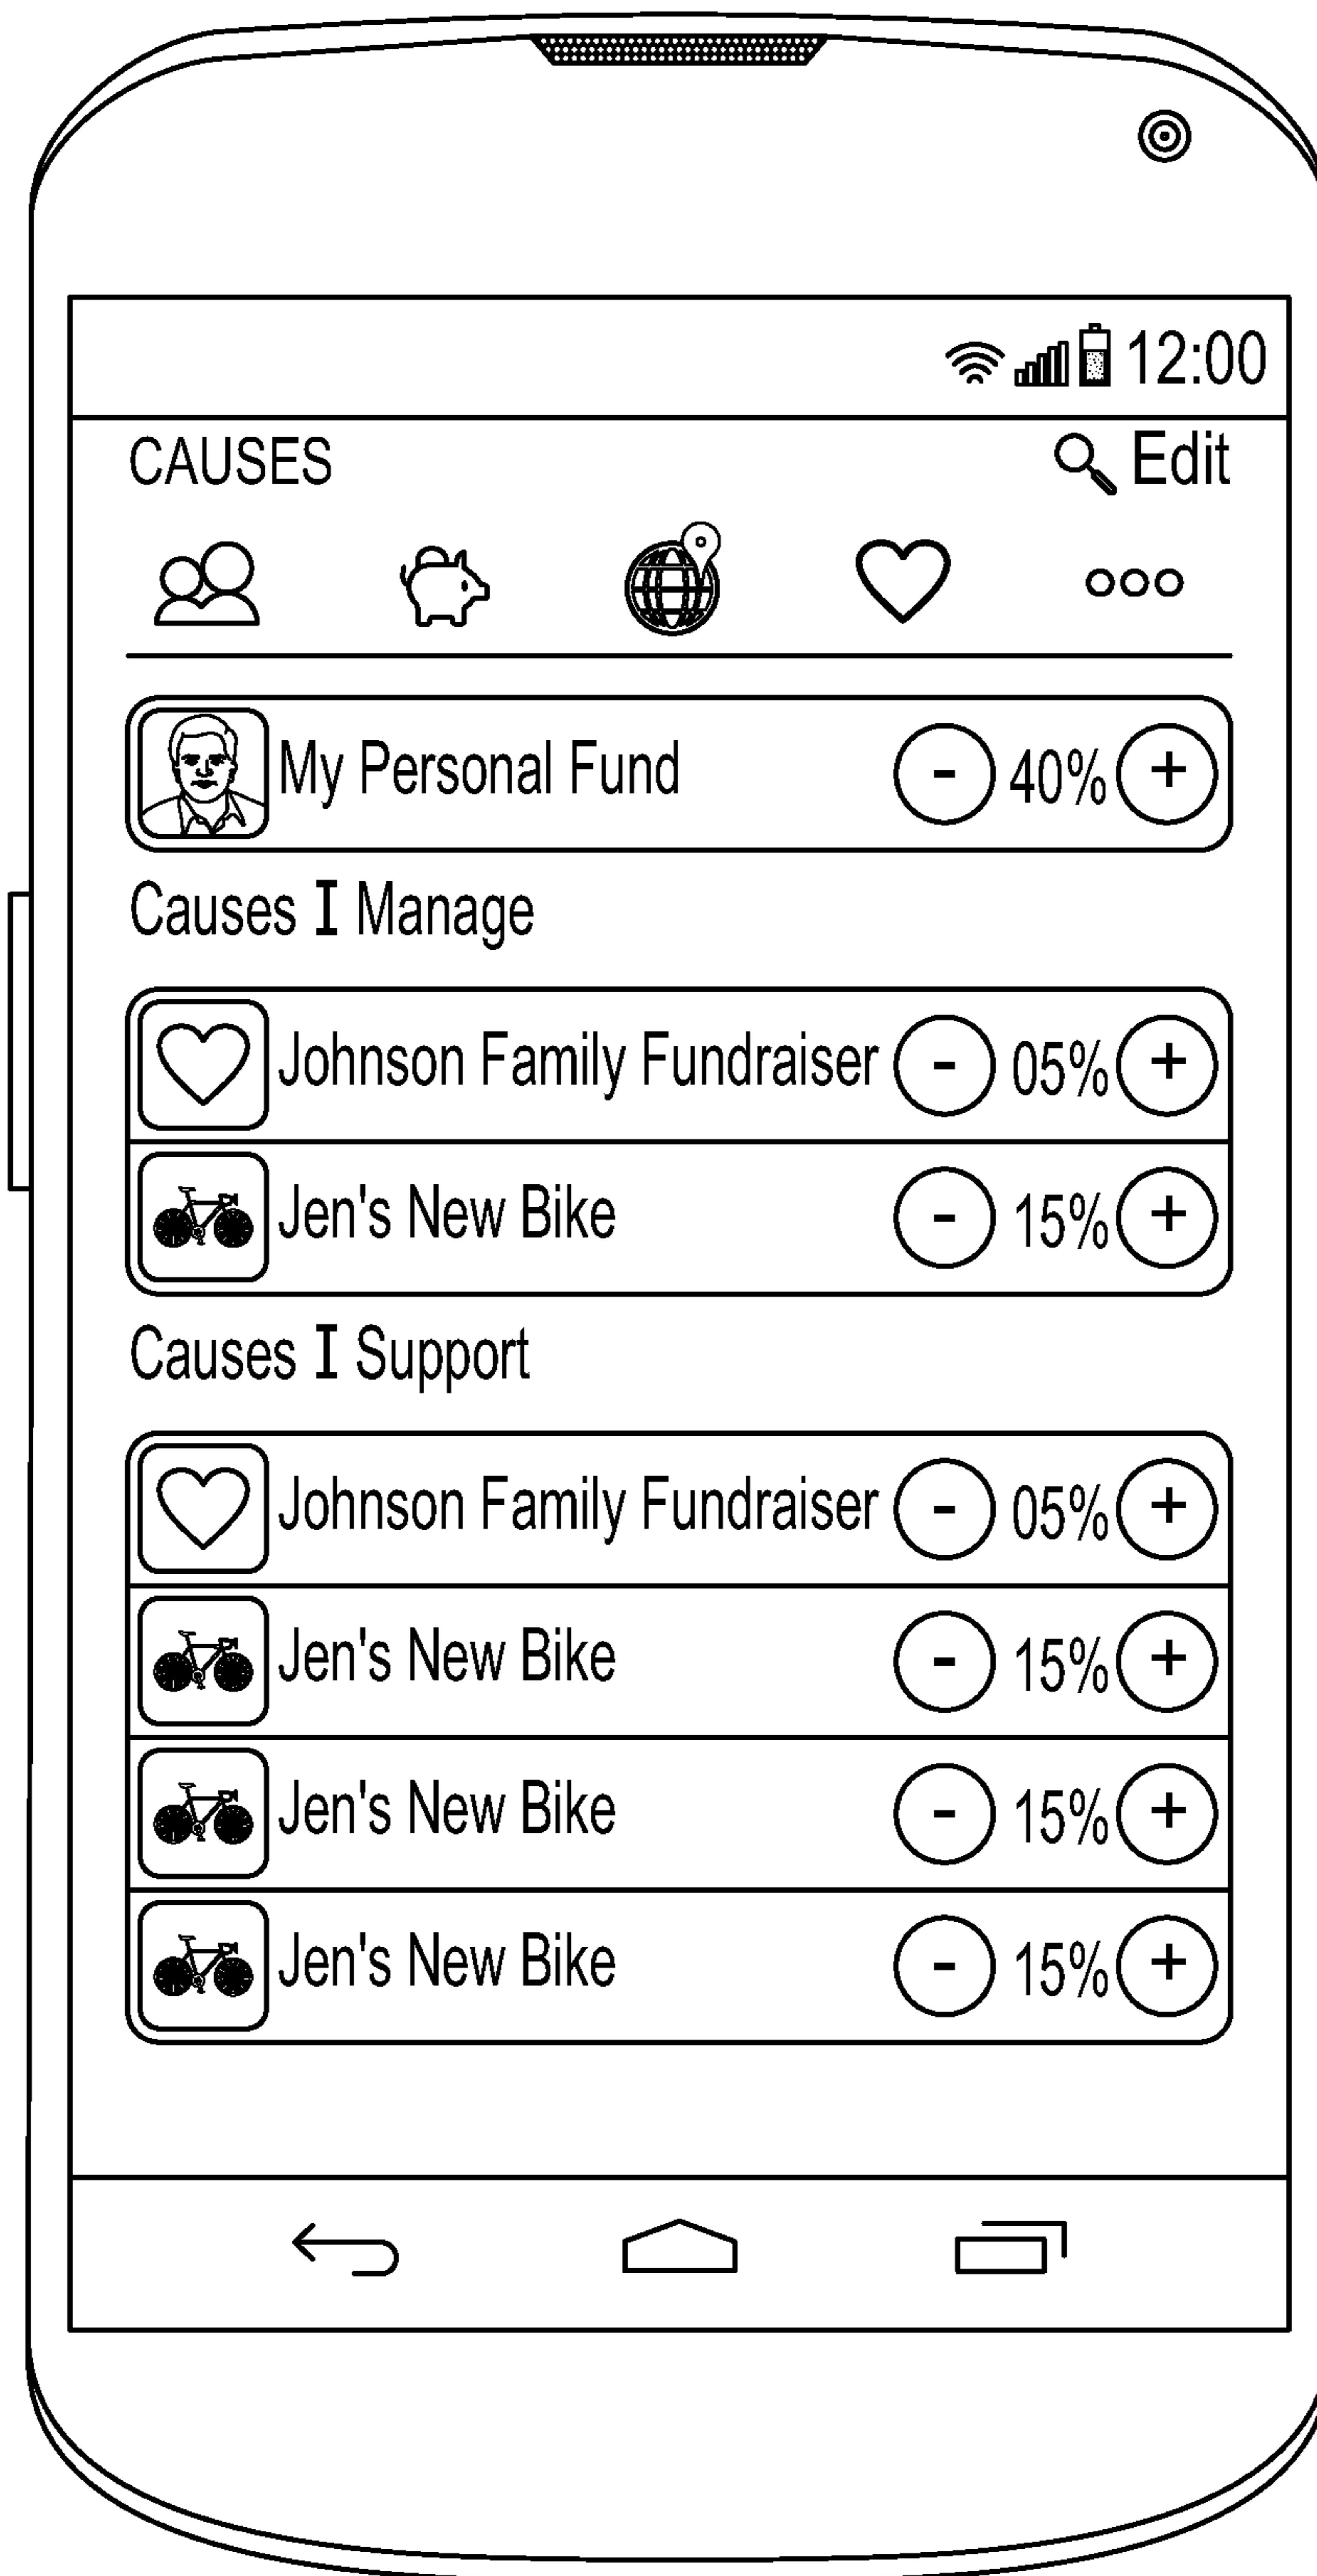 12:00
CAUSES Edit
My Personal Fund - 40% +
Causes I Manage
Johnson Family Fundraiser - 05% +
Jen's New Bike - 15% +
Causes I Support
Johnson Family Fundraiser - 05% +
Jen's New Bike - 15% +
Jen's New Bike - 15% +
Jen's New Bike - 15% +